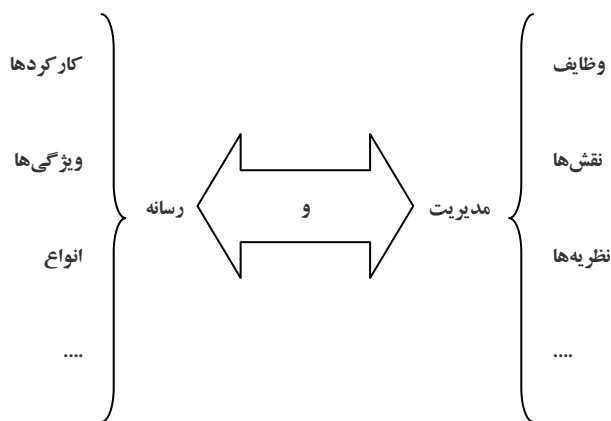 وظایف
نقش‌ها
نظریه‌ها
....
مدیریت
و
رسانه
کارکردها
ویژگی‌ها
انواع
....